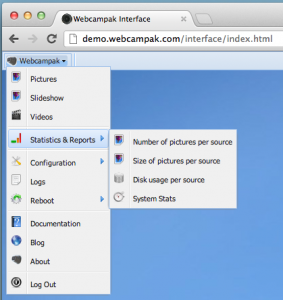 Webcampak Interface
demo.webcampak.com/interface/index.html
Webcampak
Pictures
Slideshow
Videos
Statistics & Reports
Number of pictures per source
Size of pictures per source
Disk usage per source
System Stats
Configuration
Logs
Reboot
Documentation
Blog
About
Log Out